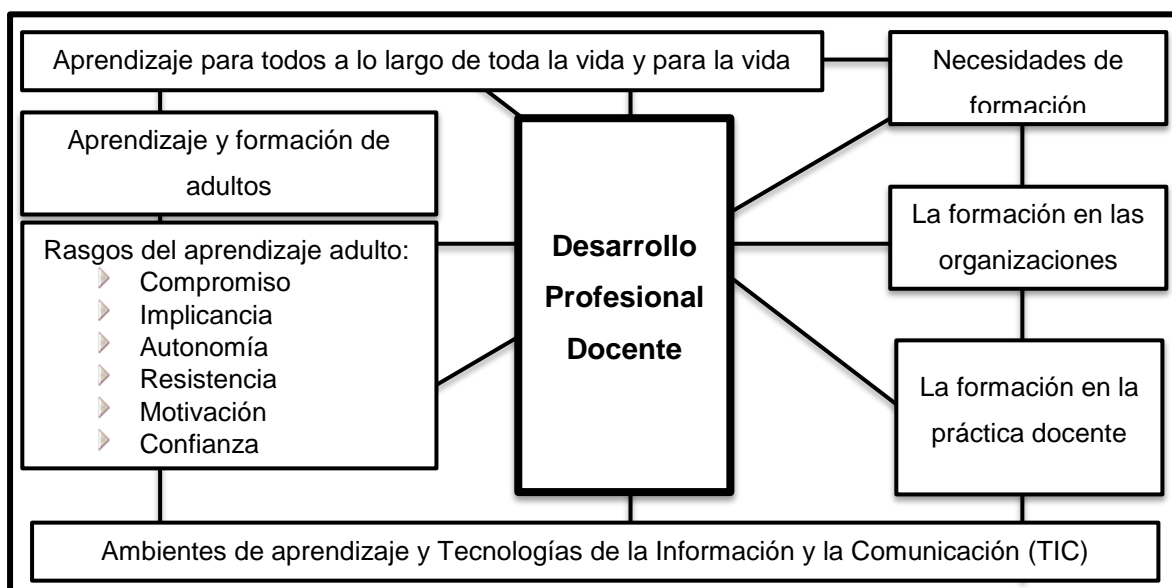 Aprendizaje para todos a lo largo de toda la vida y para la vida
Necesidades de
formación
Aprendizaje y formación de
adultos
Rasgos del aprendizaje adulto:
Compromiso
Implicancia
Autonomía
Resistencia
Motivación
Confianza
Desarrollo
Profesional
Docente
La formación en las
organizaciones
La formación en la
práctica docente
Ambientes de aprendizaje y Tecnologías de la Información y la Comunicación (TIC)